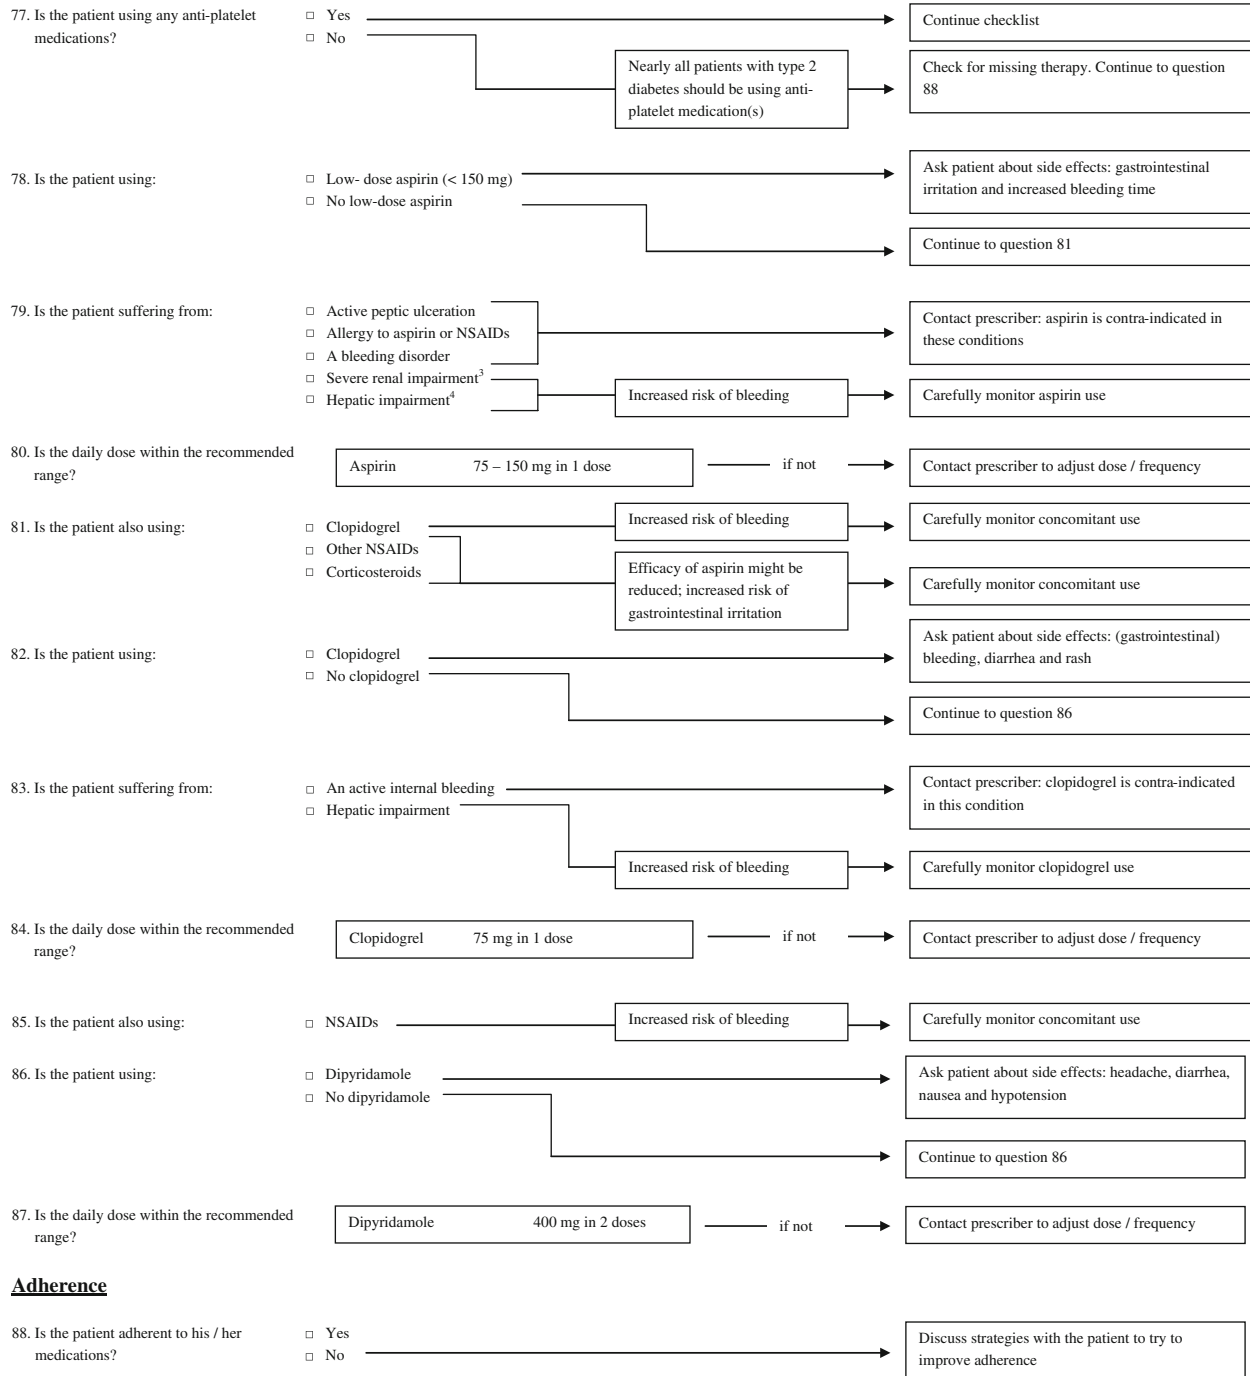 77. Is the patient using any anti-platelet
medications?
□ Yes
□ No
Continue checklist
Nearly all patients with type 2
diabetes should be using anti-
platelet medication(s)
Check for missing therapy. Continue to question
88
78. Is the patient using:
□ Low- dose aspirin (< 150 mg)
□ No low-dose aspirin
Ask patient about side effects: gastrointestinal
irritation and increased bleeding time
Continue to question 81
79. Is the patient suffering from:
□ Active peptic ulceration
□ Allergy to aspirin or NSAIDs
□ A bleeding disorder
□ Severe renal impairment³
□ Hepatic impairment⁴
Contact prescriber: aspirin is contra-indicated in
these conditions
Increased risk of bleeding
Carefully monitor aspirin use
80. Is the daily dose within the recommended
range?
Aspirin 75 – 150 mg in 1 dose
if not
Contact prescriber to adjust dose / frequency
81. Is the patient also using:
□ Clopidogrel
□ Other NSAIDs
□ Corticosteroids
Increased risk of bleeding
Carefully monitor concomitant use
Efficacy of aspirin might be
reduced; increased risk of
gastrointestinal irritation
Carefully monitor concomitant use
82. Is the patient using:
□ Clopidogrel
□ No clopidogrel
Ask patient about side effects: (gastrointestinal)
bleeding, diarrhea and rash
Continue to question 86
83. Is the patient suffering from:
□ An active internal bleeding
□ Hepatic impairment
Contact prescriber: clopidogrel is contra-indicated
in this condition
Increased risk of bleeding
Carefully monitor clopidogrel use
84. Is the daily dose within the recommended
range?
Clopidogrel 75 mg in 1 dose
if not
Contact prescriber to adjust dose / frequency
85. Is the patient also using:
□ NSAIDs
Increased risk of bleeding
Carefully monitor concomitant use
86. Is the patient using:
□ Dipyridamole
□ No dipyridamole
Ask patient about side effects: headache, diarrhea,
nausea and hypotension
Continue to question 86
87. Is the daily dose within the recommended
range?
Dipyridamole 400 mg in 2 doses
if not
Contact prescriber to adjust dose / frequency
Adherence
88. Is the patient adherent to his / her
medications?
□ Yes
□ No
Discuss strategies with the patient to try to
improve adherence